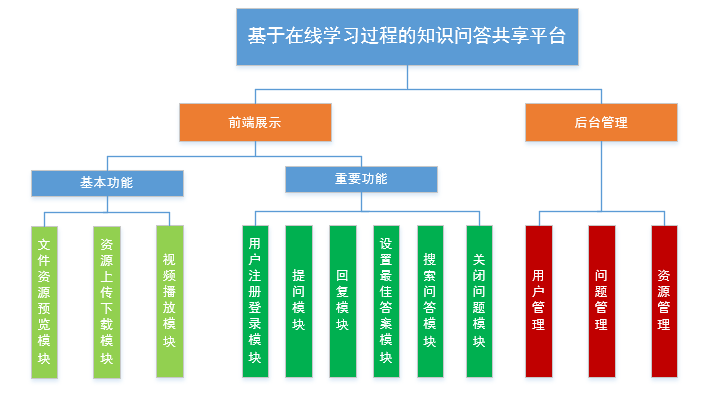 基于在线学习过程的知识问答共享平台
前端展示
后台管理
基本功能
重要功能
文件资源预览模块
资源上传下载模块
视频播放模块
用户注册登录模块
提问模块
回复模块
设置最佳答案模块
搜索问答模块
关闭问题模块
用户管理
问题管理
资源管理